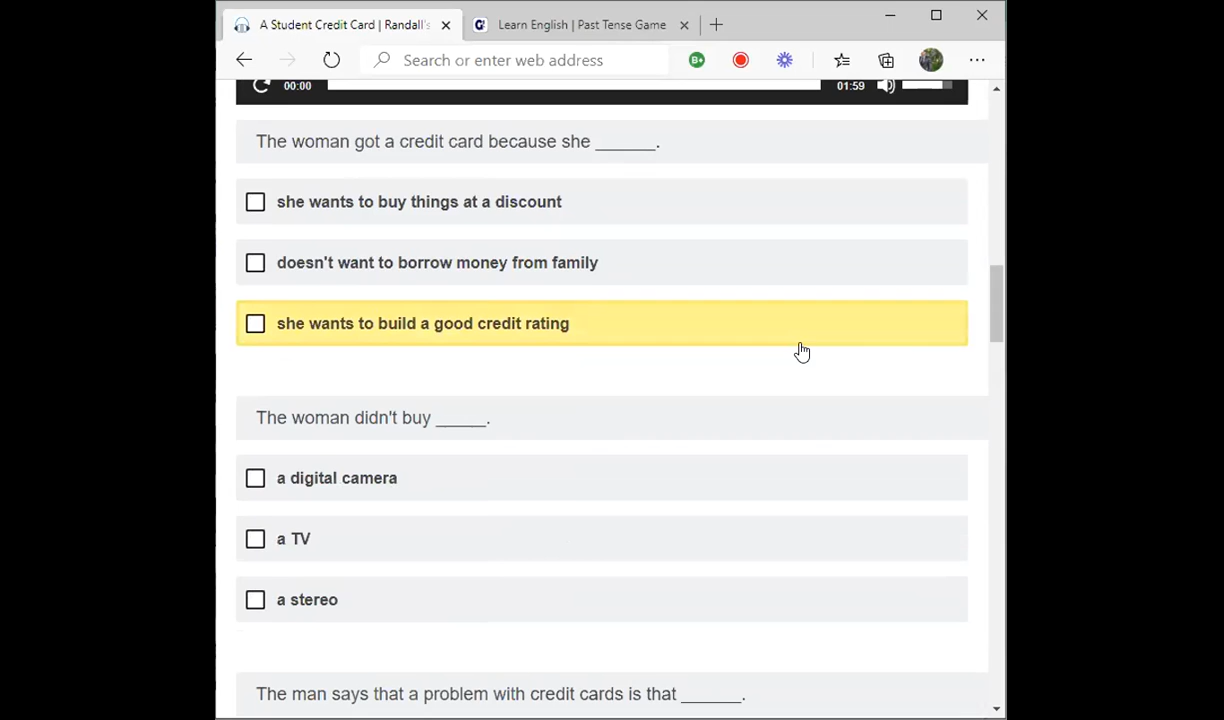 A Student Credit Card | Randall's
Learn English | Past Tense Game
Search or enter web address
00:00
01:59
The woman got a credit card because she ______.
she wants to buy things at a discount
doesn't want to borrow money from family
she wants to build a good credit rating
The woman didn't buy _____.
a digital camera
a TV
a stereo
The man says that a problem with credit cards is that ______.